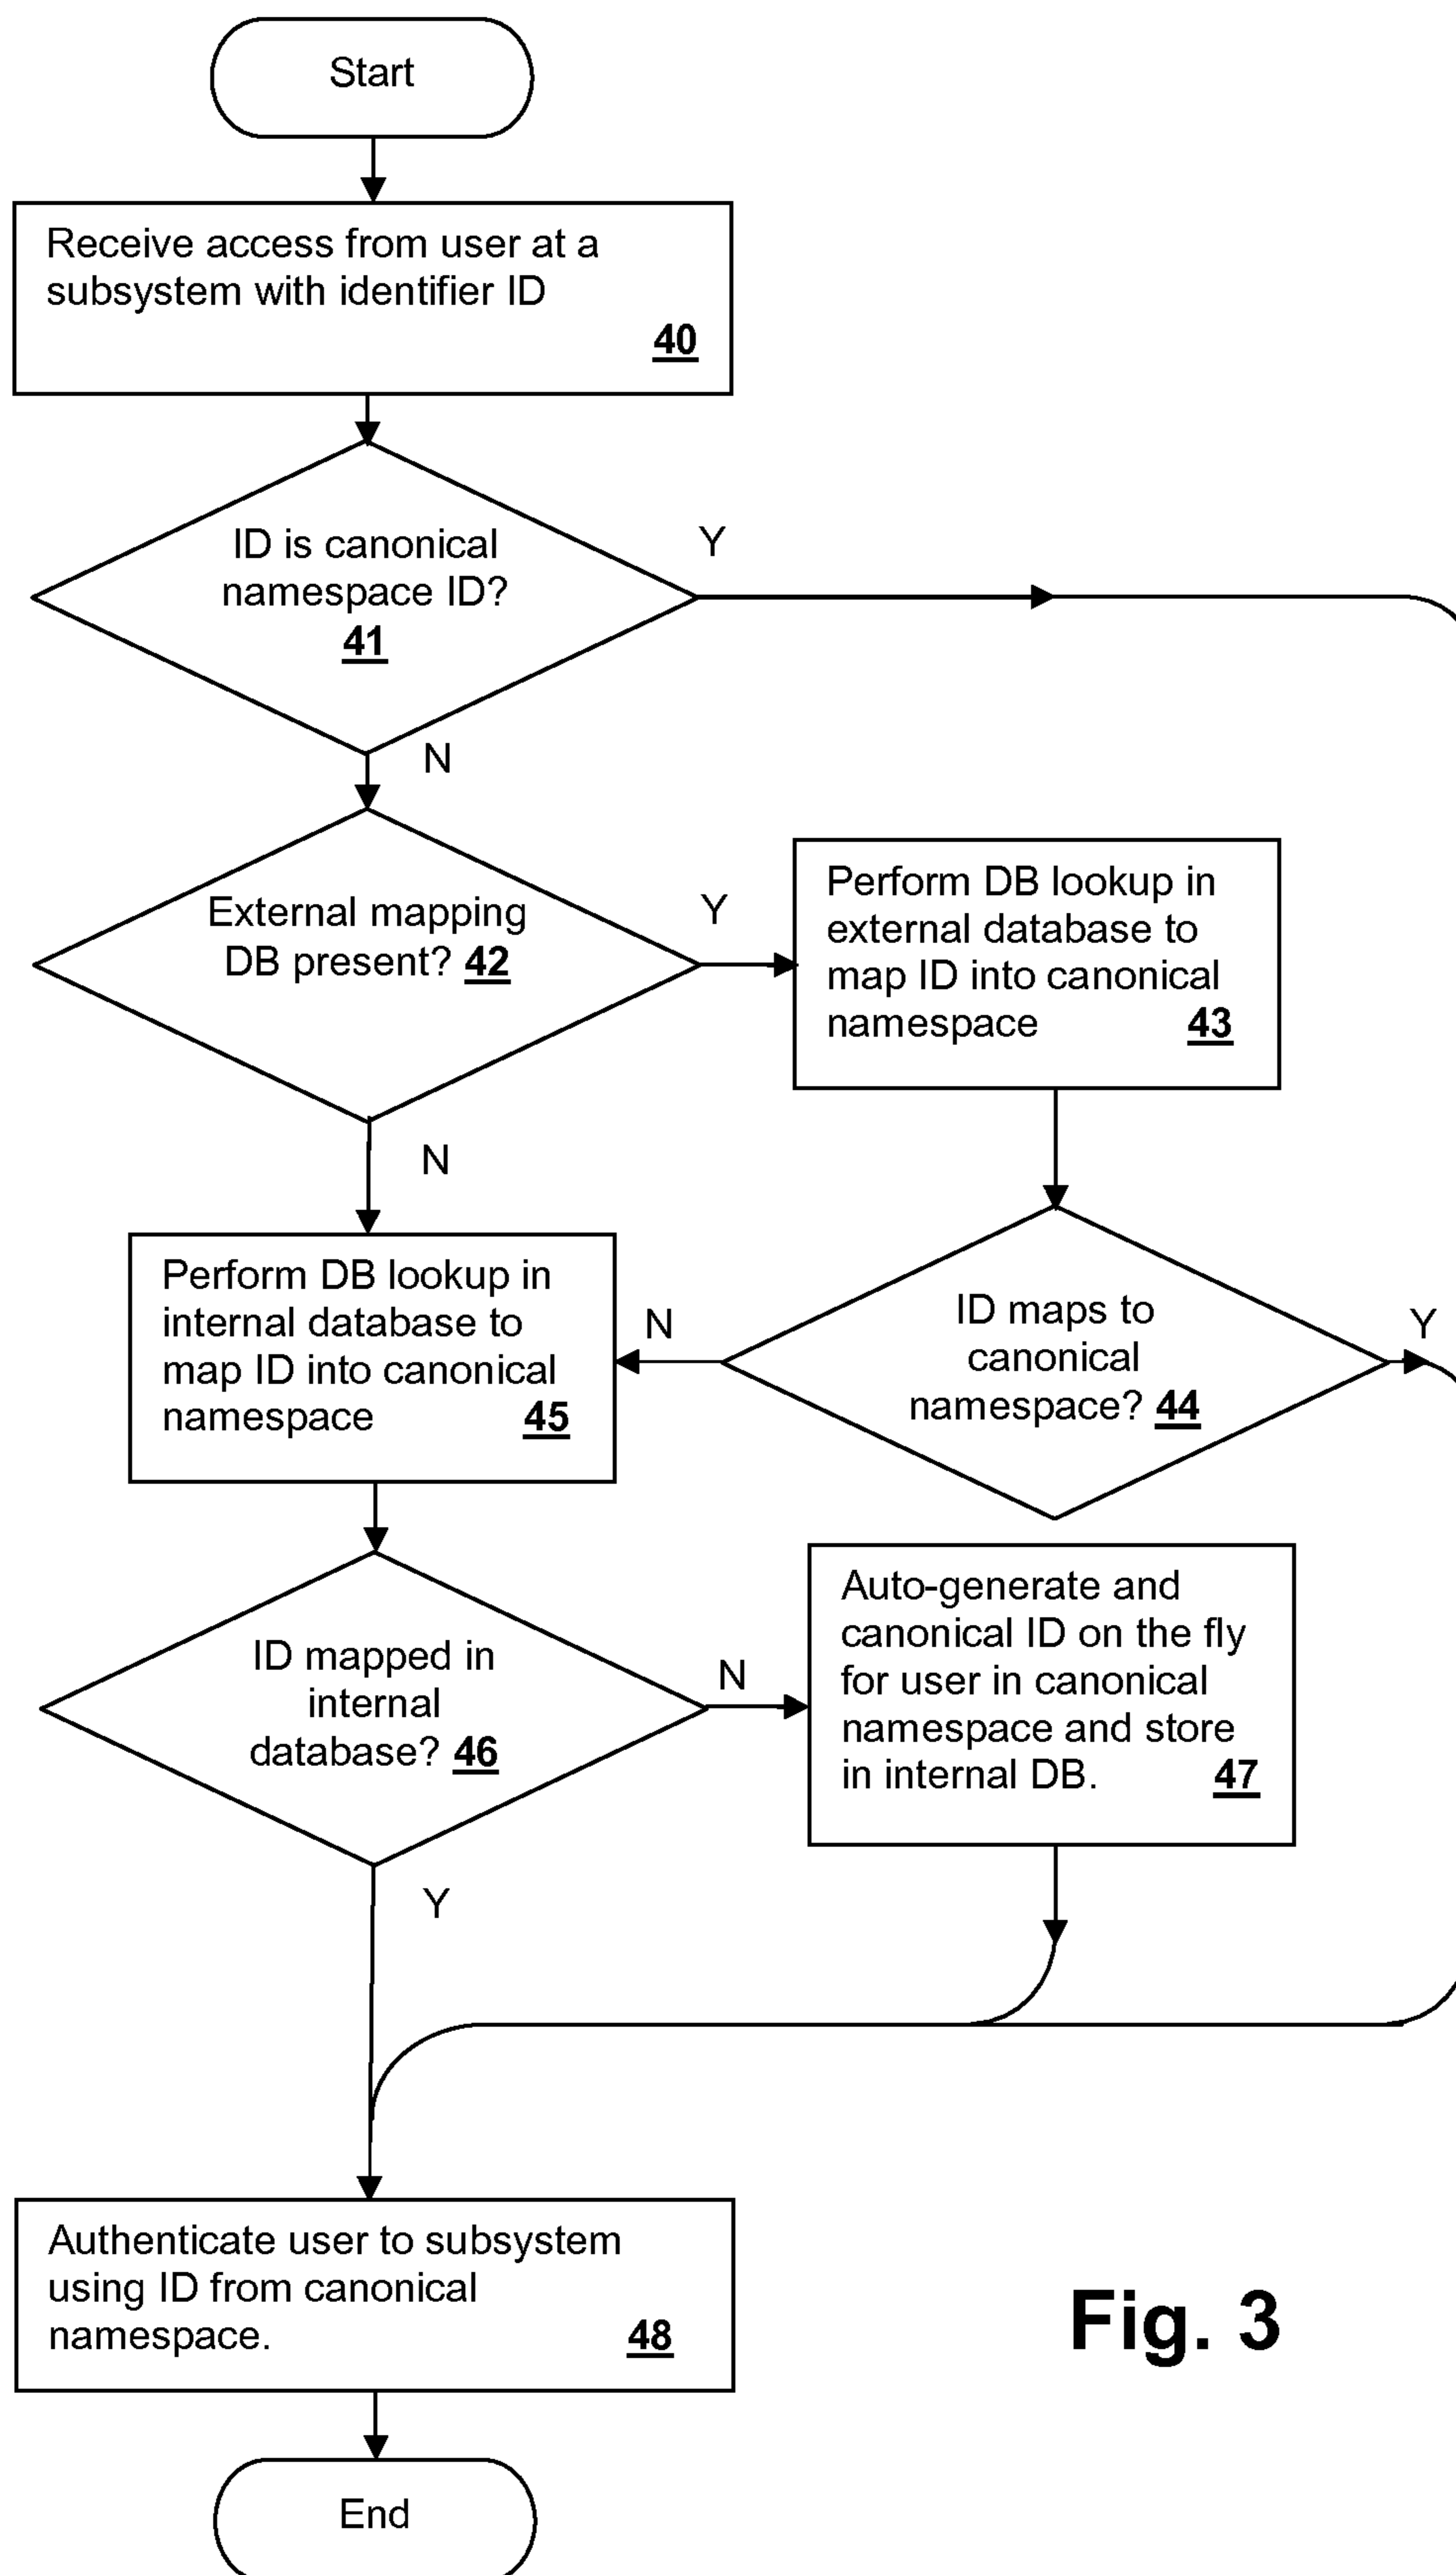 Start
Receive access from user at a
subsystem with identifier ID
40
ID is canonical
namespace ID?
41
Y
N
External mapping
DB present? 42
Y
N
Perform DB lookup in
external database to
map ID into canonical
namespace 43
ID maps to
canonical
namespace? 44
N
Y
Perform DB lookup in
internal database to
map ID into canonical
namespace 45
ID mapped in
internal
database? 46
N
Y
Auto-generate and
canonical ID on the fly
for user in canonical
namespace and store
in internal DB. 47
Authenticate user to subsystem
using ID from canonical
namespace. 48
End
Fig. 3